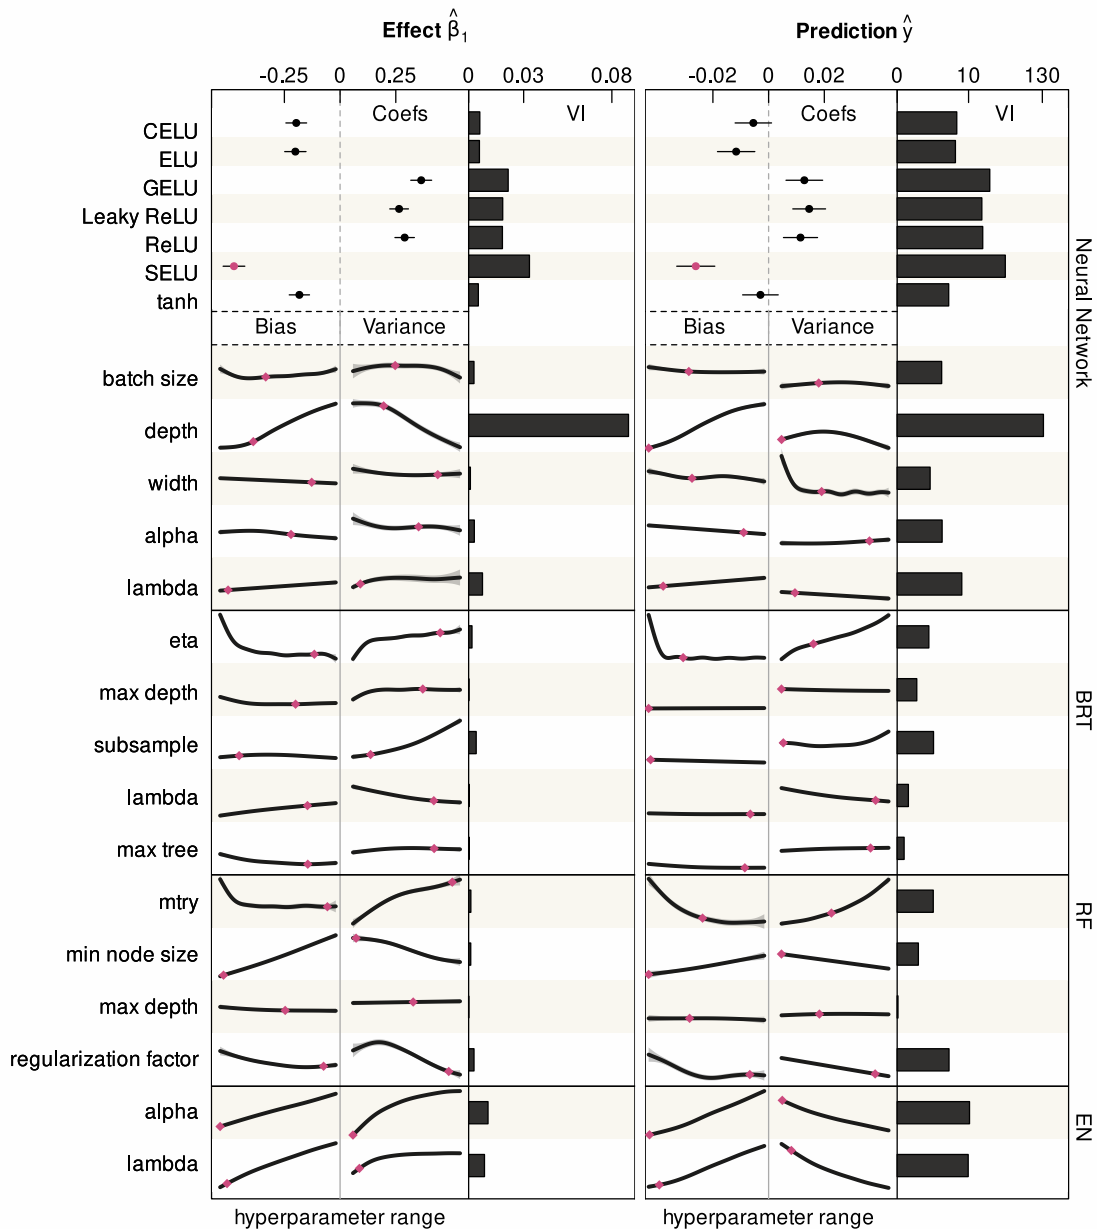 Effect β̂₁ Prediction ŷ
-0.25 0 0.25 0 0.03 0.08 -0.02 0 0.02 0 10 130
Coefs VI Coefs VI
CELU
ELU
GELU
Leaky ReLU
ReLU
SELU
tanh
Bias Variance Bias Variance
batch size
depth
width
alpha
lambda
Neural Network
eta
max depth
subsample
lambda
max tree
BRT
mtry
min node size
max depth
regularization factor
RF
alpha
lambda
EN
hyperparameter range hyperparameter range